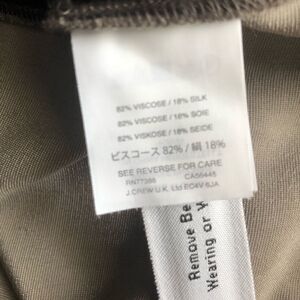 82% VISCOSE / 18% SILK
82% VISCOSE / 18% SOIE
82% VISKOSE / 18% SEIDE
ビスコース 82% / 絹 18%
SEE REVERSE FOR CARE
RN77388 CA56445
J.CREW U.K. Ltd EC4V 6JA
Remove Be
Wearing or